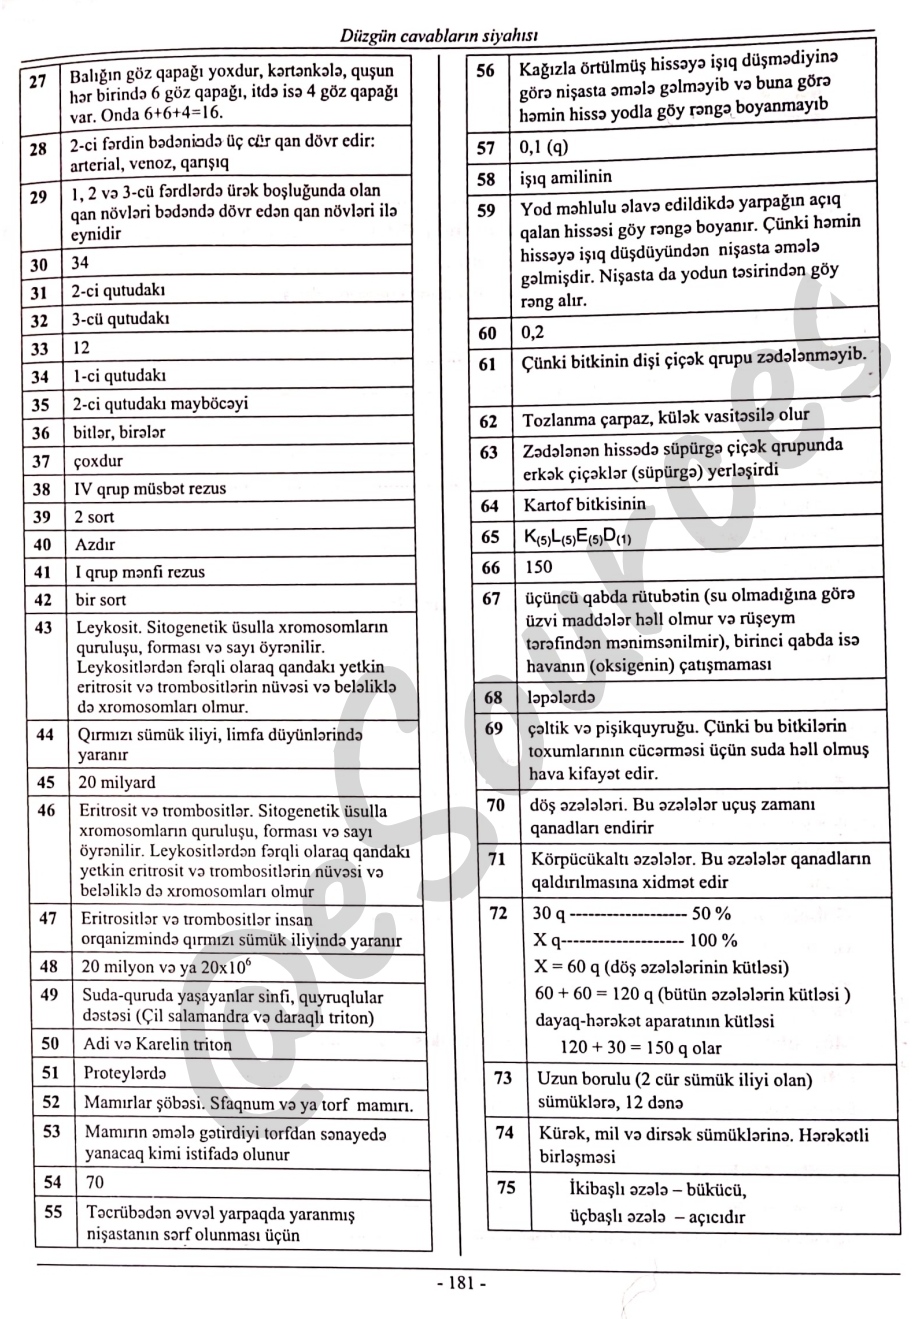 Düzgün cavabların siyahısı
27 Balığın göz qapağı yoxdur, kərtənkələ, quşun
hər birində 6 göz qapağı, itdə isə 4 göz qapağı
var. Onda 6+6+4=16.
28 2-ci fərdin bədənində üç cür qan dövr edir:
arterial, venoz, qarışıq
29 1, 2 və 3-cü fərdlərdə ürək boşluğunda olan
qan növləri bədəndə dövr edən qan növləri ilə
eynidir
30 34
31 2-ci qutudakı
32 3-cü qutudakı
33 12
34 1-ci qutudakı
35 2-ci qutudakı mayböcəyi
36 bitlər, birələr
37 çoxdur
38 IV qrup müsbət rezus
39 2 sort
40 Azdır
41 I qrup mənfi rezus
42 bir sort
43 Leykosit. Sitogenetik üsulla xromosomların
quruluşu, forması və sayı öyrənilir.
Leykositlərdən fərqli olaraq qandakı yetkin
eritrosit və trombositlərin nüvəsi və beləliklə
də xromosomları olmur.
44 Qırmızı sümük iliyi, limfa düyünlərində
yaranır
45 20 milyard
46 Eritrosit və trombositlər. Sitogenetik üsulla
xromosomların quruluşu, forması və sayı
öyrənilir. Leykositlərdən fərqli olaraq qandakı
yetkin eritrosit və trombositlərin nüvəsi və
beləliklə də xromosomları olmur
47 Eritrositlər və trombositlər insan
orqanizmində qırmızı sümük iliyində yaranır
48 20 milyon və ya 20x10⁶
49 Suda-quruda yaşayanlar sinfi, quyruqlular
dəstəsi (Çil salamandra və daraqlı triton)
50 Adi və Karelin triton
51 Proteylərdə
52 Mamırlar şöbəsi. Sfaqnum və ya torf mamırı.
53 Mamırın əmələ gətirdiyi torfdan sənayedə
yanacaq kimi istifadə olunur
54 70
55 Təcrübədən əvvəl yarpaqda yaranmış
nişastanın sərf olunması üçün
56 Kağızla örtülmüş hissəyə işıq düşmədiyinə
görə nişasta əmələ gəlməyib və buna görə
həmin hissə yodla göy rəngə boyanmayıb
57 0,1 (q)
58 işıq amilinin
59 Yod məhlulu əlavə edildikdə yarpağın açıq
qalan hissəsi göy rəngə boyanır. Çünki həmin
hissəyə işıq düşdüyündən nişasta əmələ
gəlmişdir. Nişasta da yodun təsirindən göy
rəng alır.
60 0,2
61 Çünki bitkinin dişi çiçək qrupu zədələnməyib.
62 Tozlanma çarpaz, külək vasitəsilə olur
63 Zədələnən hissədə süpürgə çiçək qrupunda
erkək çiçəklər (süpürgə) yerləşirdi
64 Kartof bitkisinin
65 K₍₅₎L₍₅₎E₍₅₎D₍₁₎
66 150
67 üçüncü qabda rütubətin (su olmadığına görə
üzvi maddələr həll olmur və rüşeym
tərəfindən mənimsənilmir), birinci qabda isə
havanın (oksigenin) çatışmaması
68 ləpələrdə
69 çəltik və pişikquyruğu. Çünki bu bitkilərin
toxumlarının cücərməsi üçün suda həll olmuş
hava kifayət edir.
70 döş əzələləri. Bu əzələlər uçuş zamanı
qanadları endirir
71 Körpücükaltı əzələlər. Bu əzələlər qanadların
qaldırılmasına xidmət edir
72 30 q -------------------- 50 %
X q--------------------- 100 %
X = 60 q (döş əzələlərinin kütləsi)
60 + 60 = 120 q (bütün əzələlərin kütləsi )
dayaq-hərəkət aparatının kütləsi
120 + 30 = 150 q olar
73 Uzun borulu (2 cür sümük iliyi olan)
sümüklərə, 12 dənə
74 Kürək, mil və dirsək sümüklərinə. Hərəkətli
birləşməsi
75 İkibaşlı əzələ – bükücü,
üçbaşlı əzələ – açıcıdır
@eSources
- 181 -